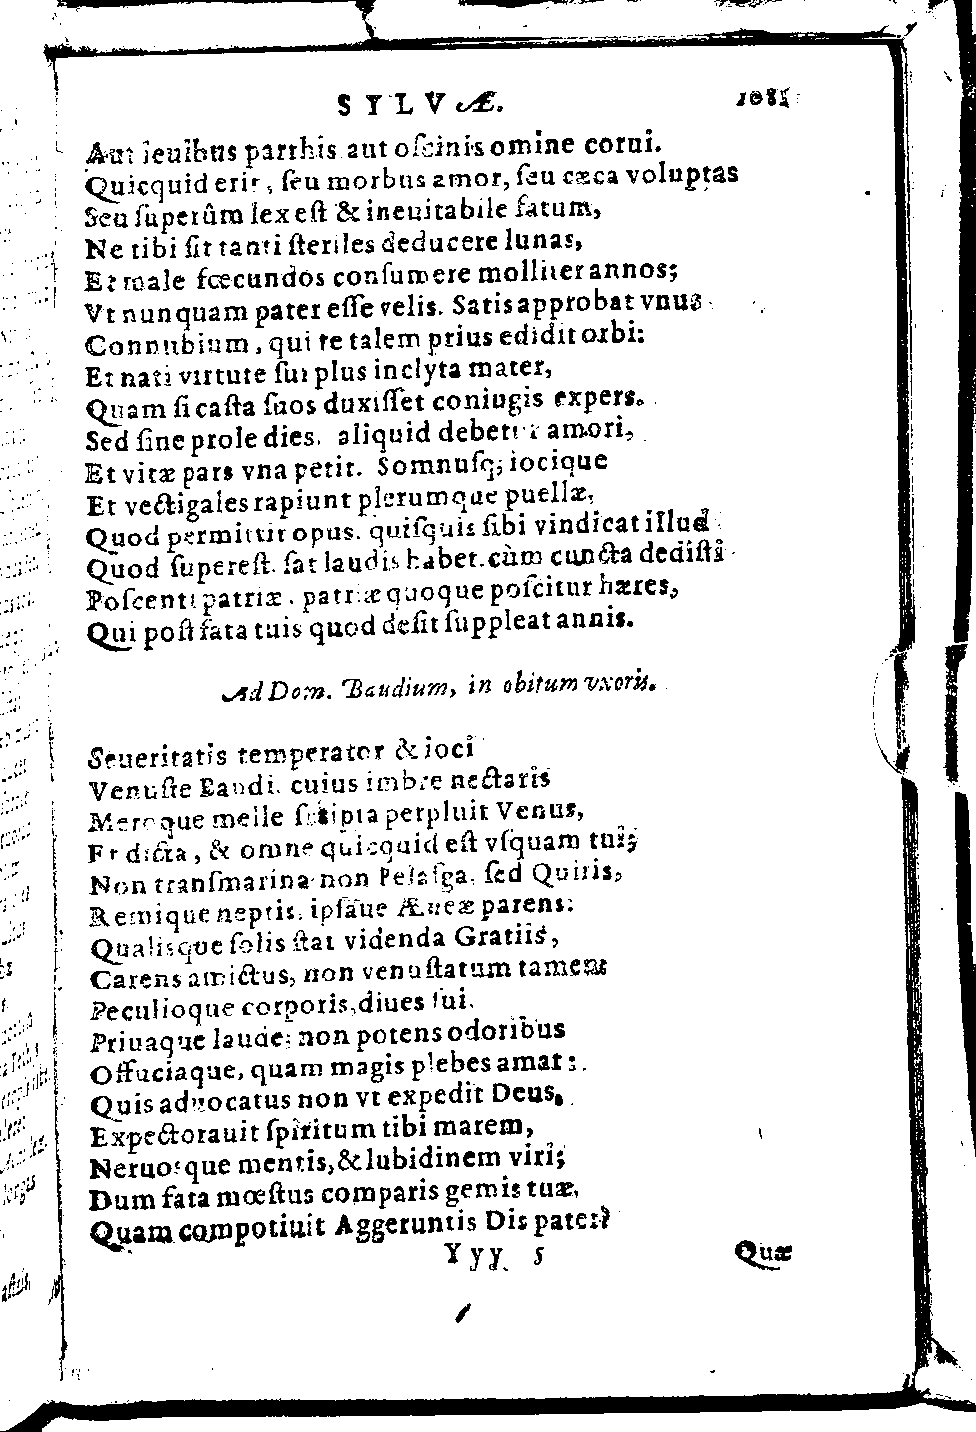 SYLVÆ. 1081
Aut leuibus parrhis aut oſcinis omine corui.
Quicquid erit, ſeu morbus amor, ſeu cæca voluptas
Seu ſuperûm lex eſt & ineuitabile fatum,
Ne tibi ſit tanti ſteriles deducere lunas,
Et male fœcundos conſumere molliter annos;
Vt nunquam pater eſſe velis. Satis approbat vnus
Connubium, qui te talem prius edidit orbi:
Et nati virtute ſui plus inclyta mater,
Quam ſi caſta ſuos duxiſſet coniugis expers.
Sed ſine prole dies, aliquid debetur amori,
Et vitæ pars vna petit. Somnuſq; iocique
Et vectigales rapiunt plerumque puellæ,
Quod permittit opus. quiſquis ſibi vindicat illud
Quod ſupereſt. ſat laudis habet. cùm cuncta dediſti
Poſcenti patriæ, patriæ quoque poſcitur hæres,
Qui poſt fata tuis quod deſit ſuppleat annis.
Ad Dom. Baudium, in obitum vxoris.
Seueritatis temperator & ioci
Venuſte Baudi, cuius imbre nectaris
Meroque melle ſcripta perpluit Venus,
Et dicta, & omne quicquid eſt vſquam tui;
Non tranſmarina non Pelaſga, ſed Quiris,
Remique neptis, ipſaue Æneæ parens:
Qualiſque ſolis ſtat videnda Gratiis,
Carens amictus, non venuſtatum tamen:
Peculioque corporis, diues ſui,
Priuaque laude: non potens odoribus
Offuciaque, quam magis plebes amat:
Quis aduocatus non vt expedit Deus,
Expectorauit ſpiritum tibi marem,
Neruoſque mentis, & lubidinem viri;
Dum fata mœſtus comparis gemis tuæ,
Quam compotiuit Aggeruntis Dis pater?
Yyy 5 Quæ